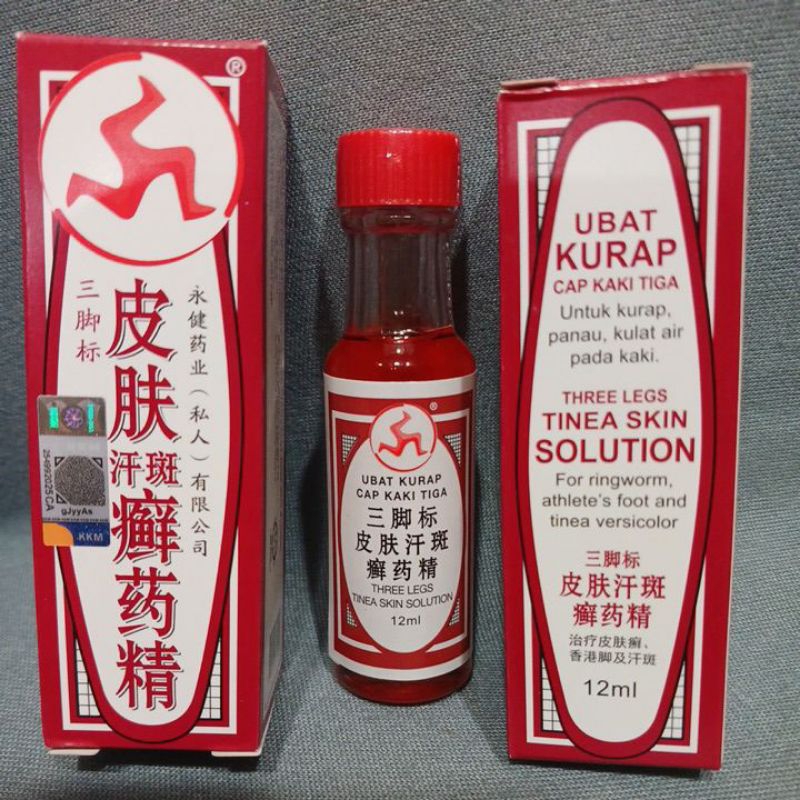 ®
三脚标
皮肤
汗斑
癣药精
永健药业（私人）有限公司
gJyyAs
KKM
®
UBAT KURAP
CAP KAKI TIGA
三脚标
皮肤汗斑
癣药精
THREE LEGS
TINEA SKIN SOLUTION
12ml
UBAT
KURAP
CAP KAKI TIGA
Untuk kurap,
panau, kulat air
pada kaki.
THREE LEGS
TINEA SKIN
SOLUTION
For ringworm,
athlete's foot and
tinea versicolor
三脚标
皮肤汗斑
癣药精
治疗皮肤癣、
香港脚及汗斑
12ml